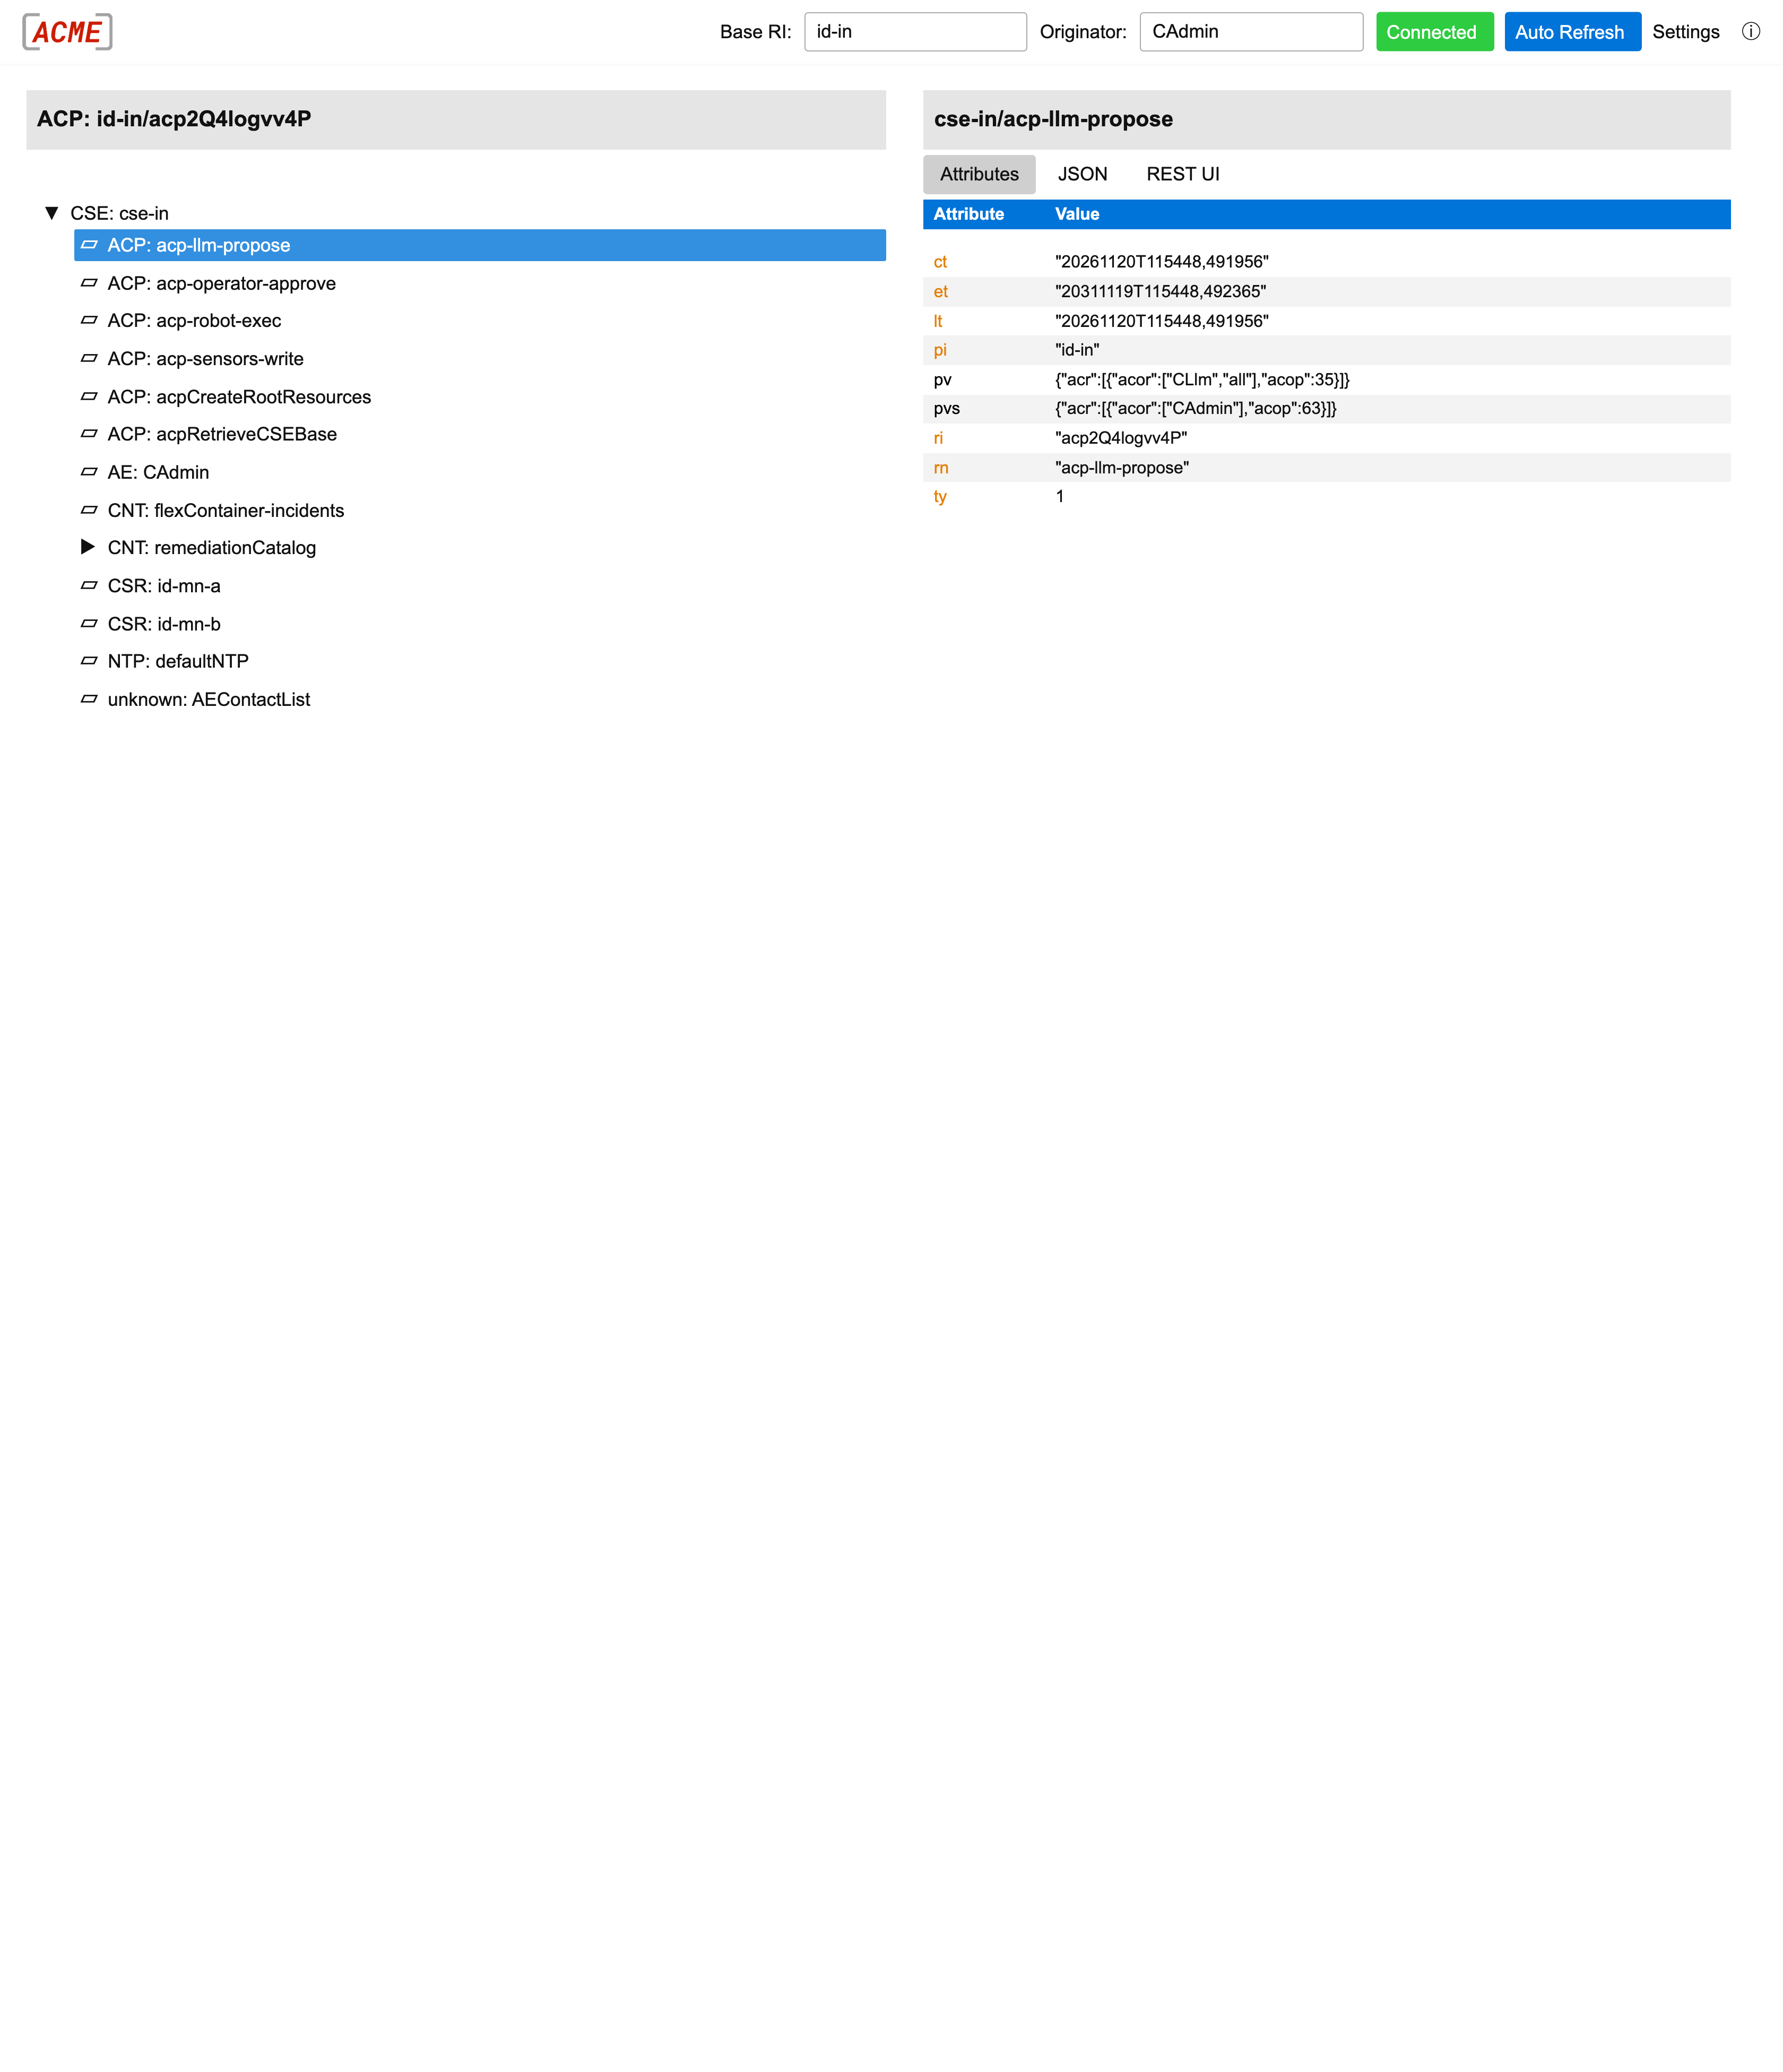 ACME
Base RI: id-in Originator: CAdmin Connected Auto Refresh Settings ⓘ
ACP: id-in/acp2Q4logvv4P
▼ CSE: cse-in
ACP: acp-llm-propose
ACP: acp-operator-approve
ACP: acp-robot-exec
ACP: acp-sensors-write
ACP: acpCreateRootResources
ACP: acpRetrieveCSEBase
AE: CAdmin
CNT: flexContainer-incidents
▶ CNT: remediationCatalog
CSR: id-mn-a
CSR: id-mn-b
NTP: defaultNTP
unknown: AEContactList
cse-in/acp-llm-propose
Attributes JSON REST UI
Attribute Value
ct "20261120T115448,491956"
et "20311119T115448,492365"
lt "20261120T115448,491956"
pi "id-in"
pv {"acr":[{"acor":["CLlm","all"],"acop":35}]}
pvs {"acr":[{"acor":["CAdmin"],"acop":63}]}
ri "acp2Q4logvv4P"
rn "acp-llm-propose"
ty 1